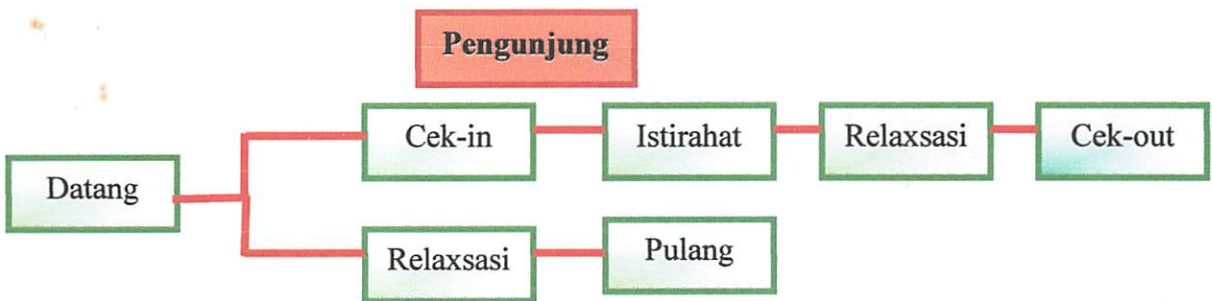 Pengunjung
Cek-in
Istirahat
Relaxsasi
Cek-out
Datang
Relaxsasi
Pulang